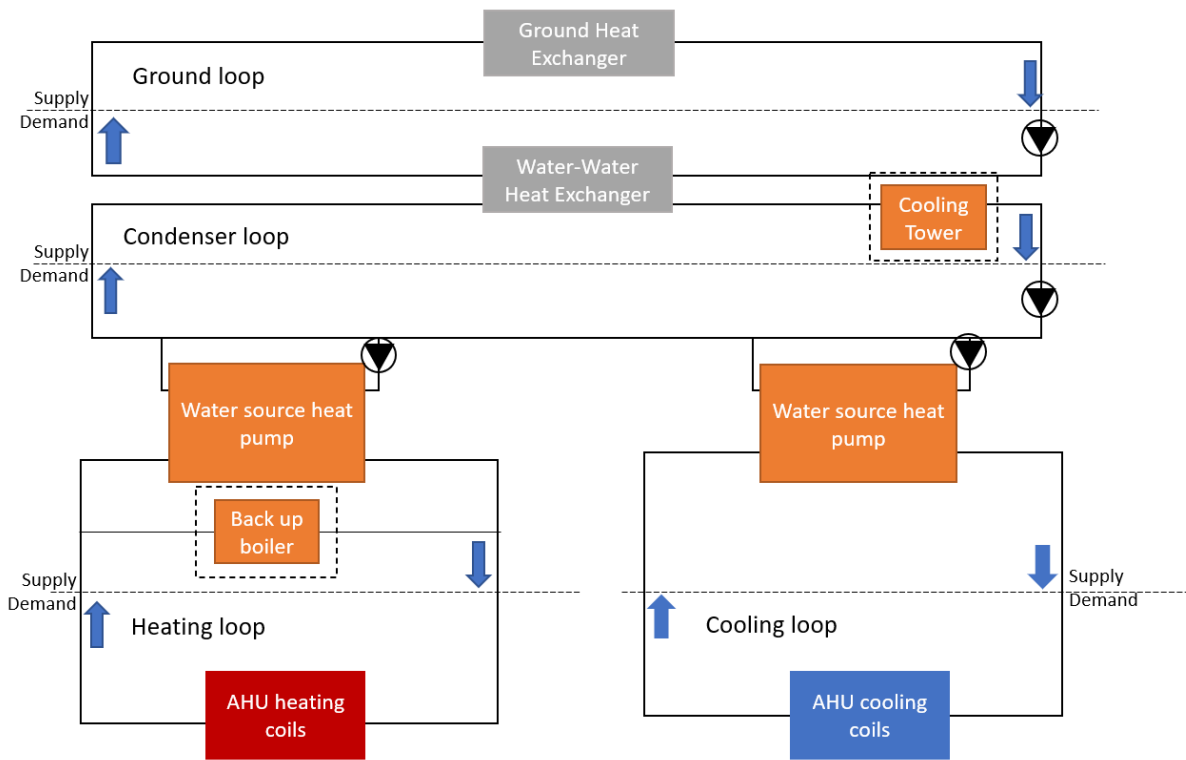 Ground Heat
Exchanger
Ground loop
Supply
Demand
Water-Water
Heat Exchanger
Cooling
Tower
Condenser loop
Supply
Demand
Water source heat
pump
Water source heat
pump
Back up
boiler
Supply
Demand
Heating loop
Supply
Demand
Cooling loop
AHU heating
coils
AHU cooling
coils